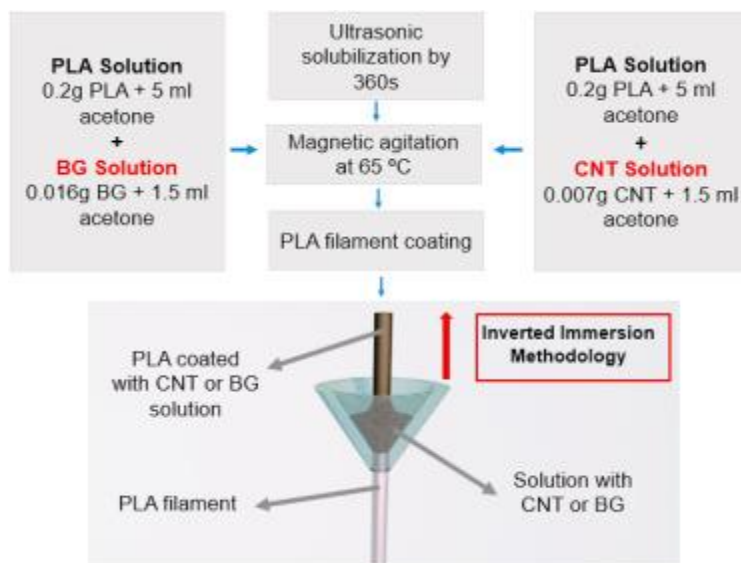 PLA Solution
0.2g PLA + 5 ml
acetone
+
BG Solution
0.016g BG + 1.5 ml
acetone
Ultrasonic
solubilization by
360s
Magnetic agitation
at 65 ºC
PLA filament coating
PLA Solution
0.2g PLA + 5 ml
acetone
+
CNT Solution
0.007g CNT + 1.5 ml
acetone
Inverted Immersion
Methodology
PLA coated
with CNT or BG
solution
PLA filament
Solution with
CNT or BG